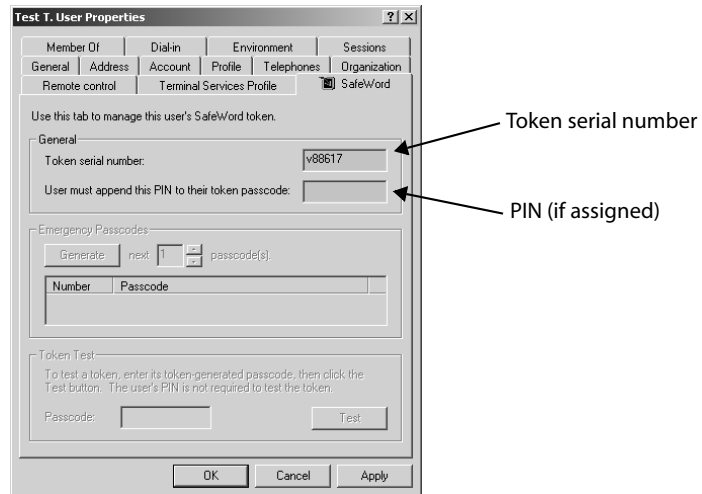 Test T. User Properties
Member Of Dial-in Environment Sessions
General Address Account Profile Telephones Organization
Remote control Terminal Services Profile SafeWord
Use this tab to manage this user's SafeWord token.
General
Token serial number: v88617
User must append this PIN to their token passcode:
Token serial number
PIN (if assigned)
Emergency Passcodes
Generate next 1 passcode(s).
Number Passcode
Token Test
To test a token, enter its token-generated passcode, then click the
Test button. The user's PIN is not required to test the token.
Passcode: Test
OK Cancel Apply